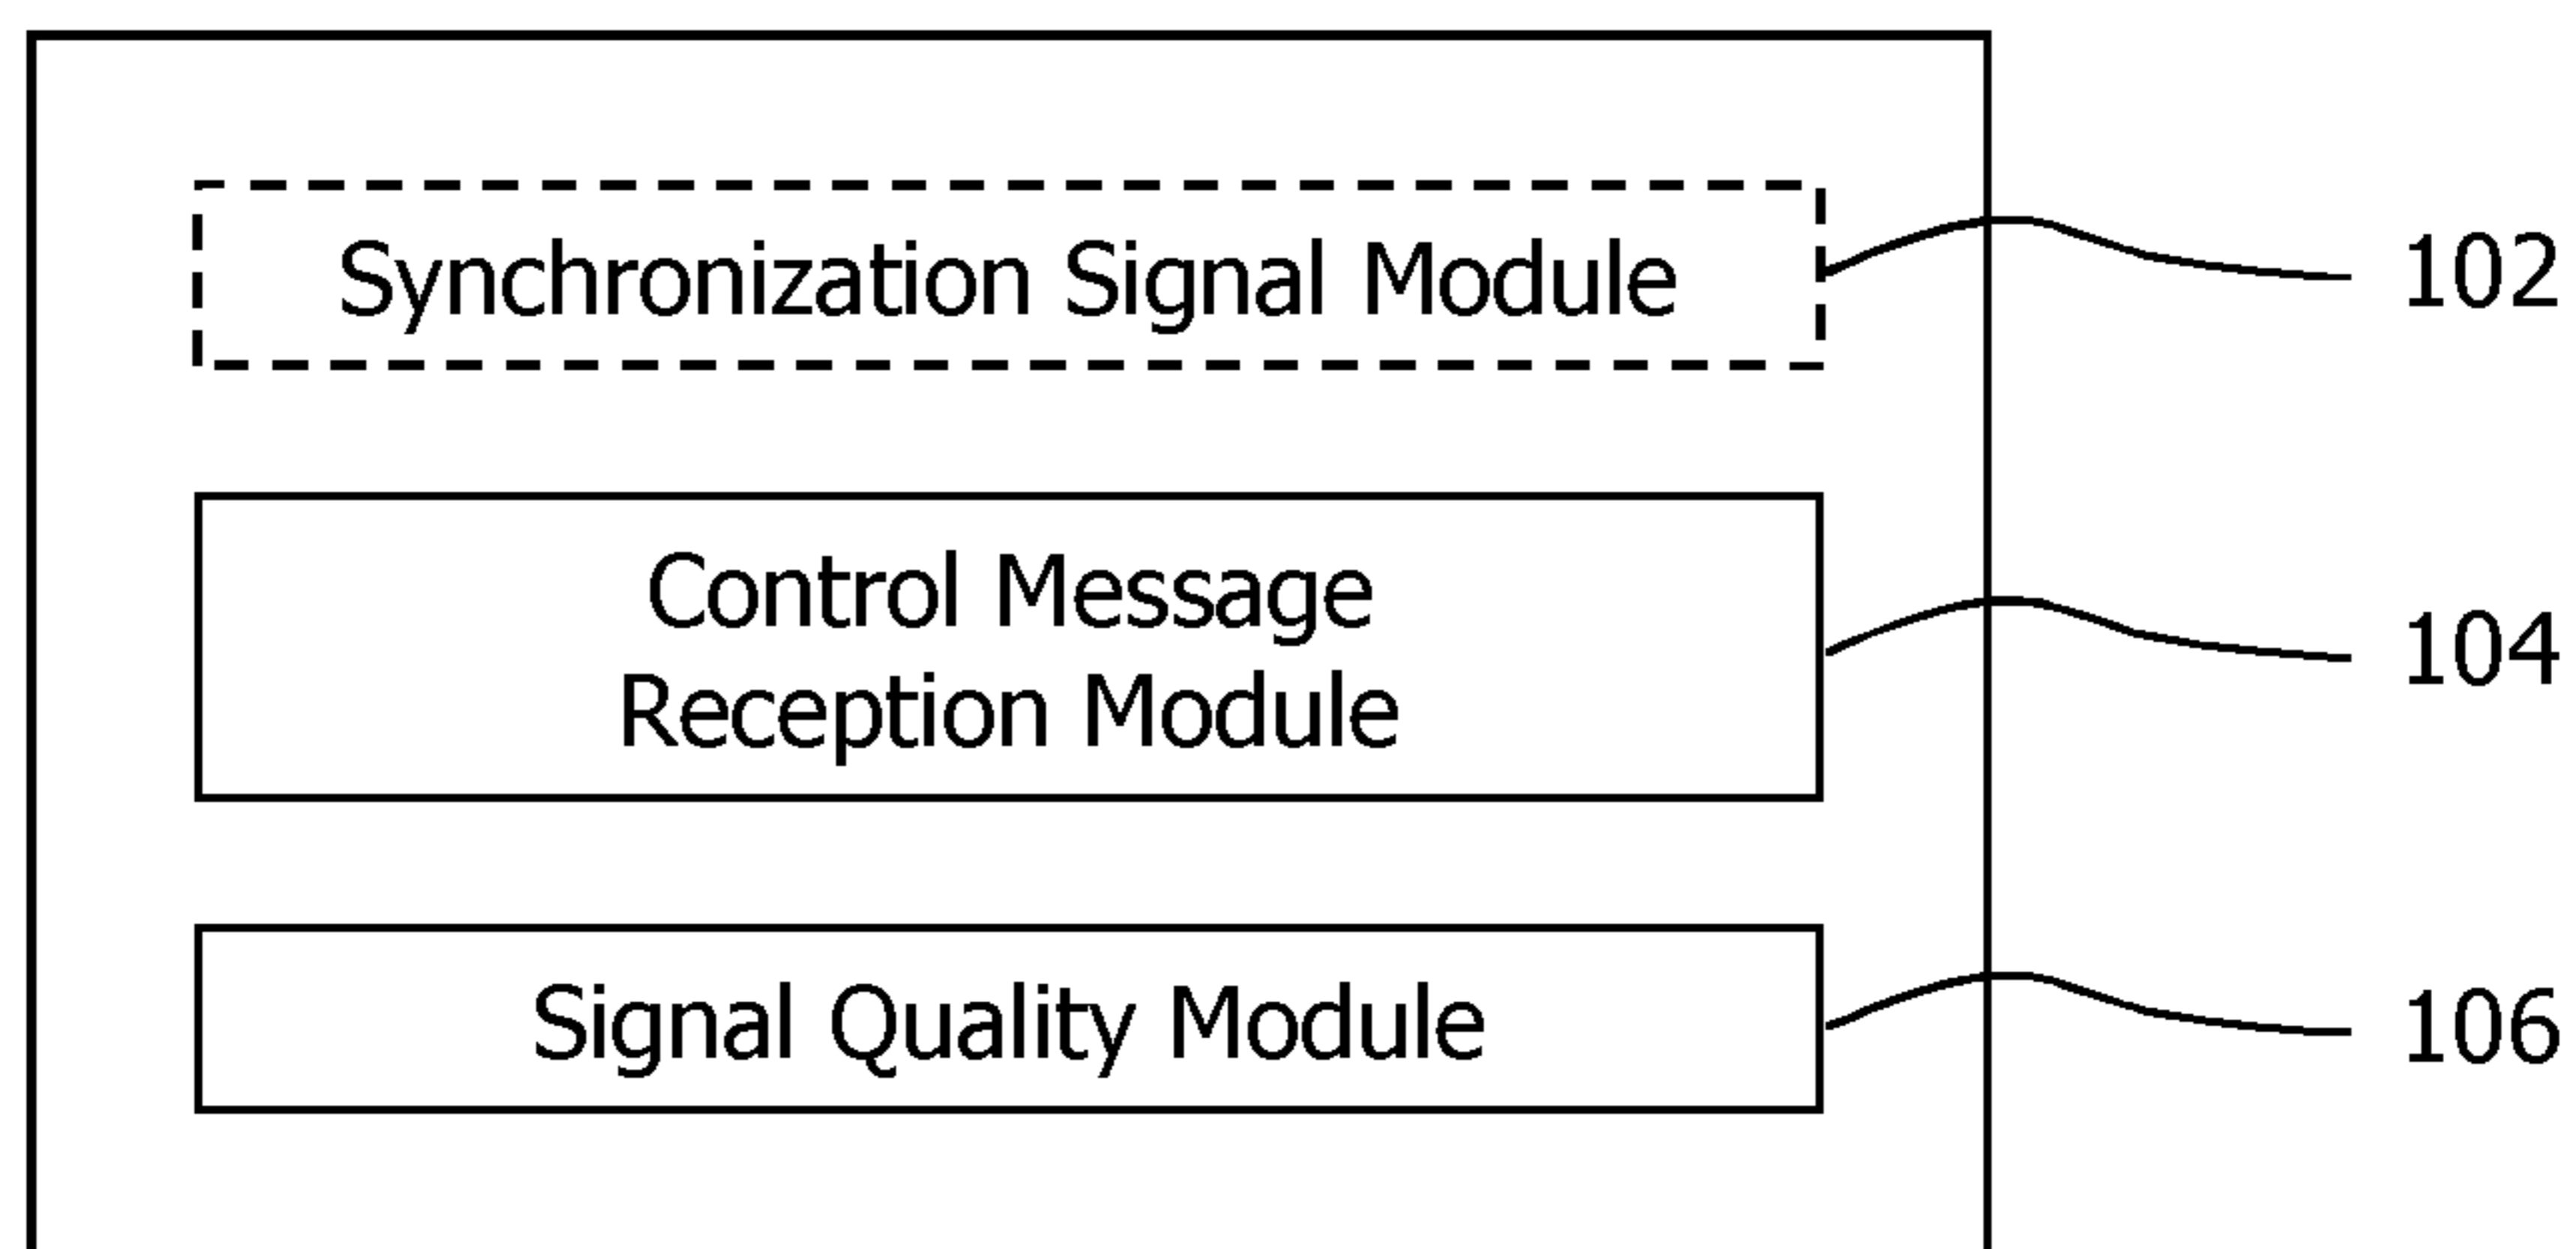 Synchronization Signal Module
102
Control Message
Reception Module
104
Signal Quality Module
106